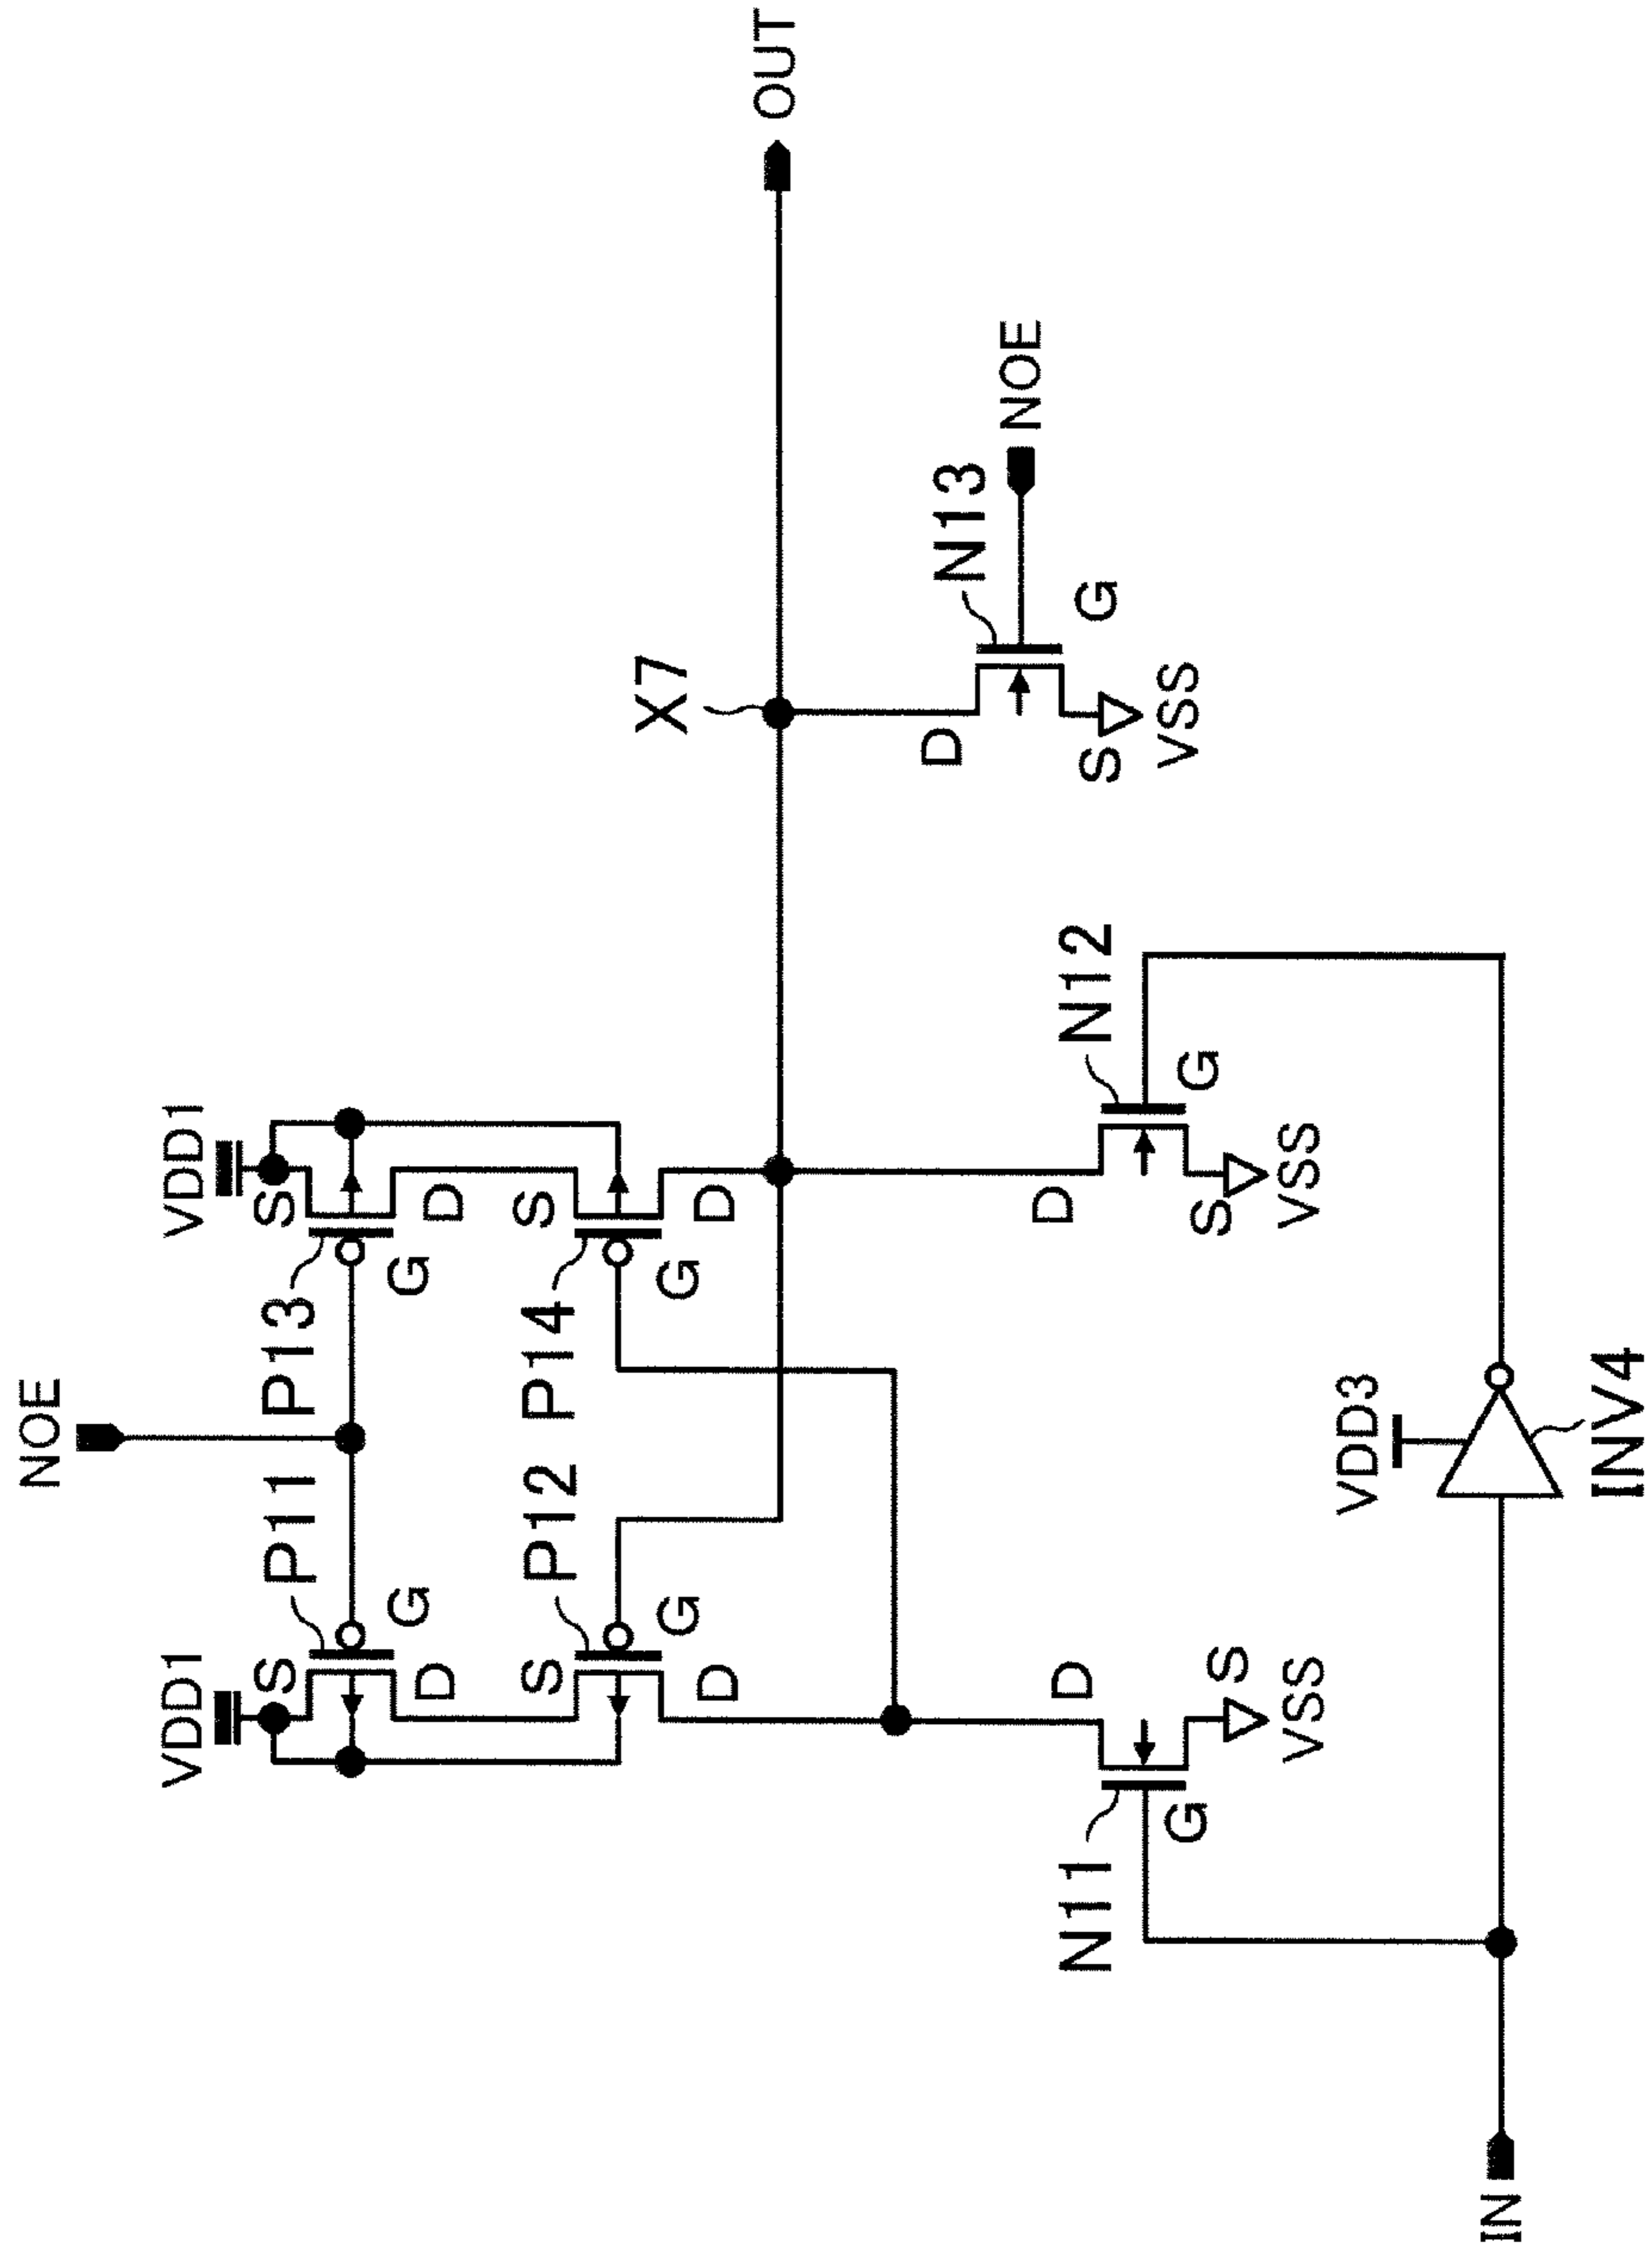 NOE
VDD1 VDD1
S P11 P13 S
D G G D
S P12 P14 S
D G G D
X7
OUT
D N13
NOE
N11 D D N12
S G
VSS
G S S G
VSS VSS
VDD3
IN
INV4